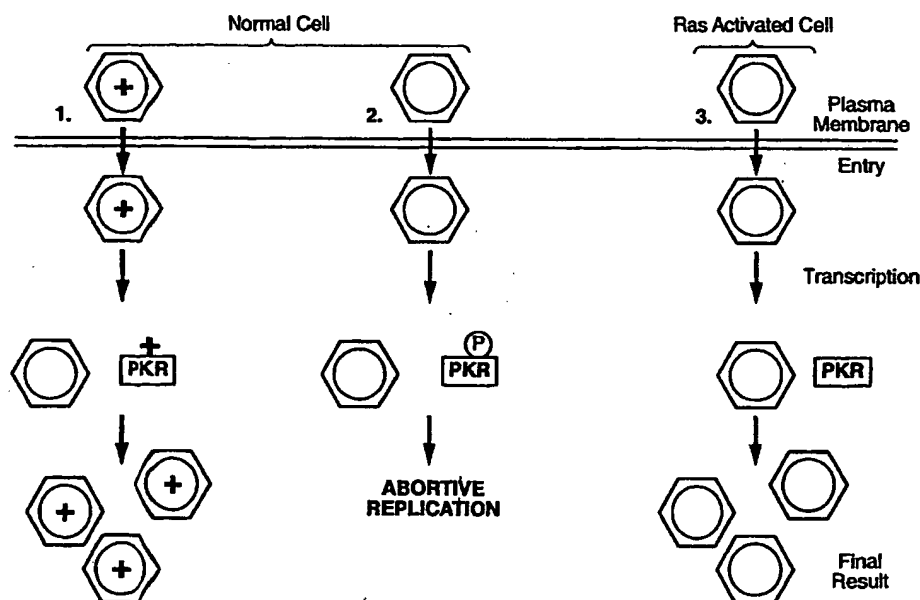 Normal Cell
Ras Activated Cell
+
1.
2.
3.
Plasma
Membrane
Entry
+
Transcription
+
PKR
P
PKR
PKR
+
+
+
ABORTIVE
REPLICATION
Final
Result